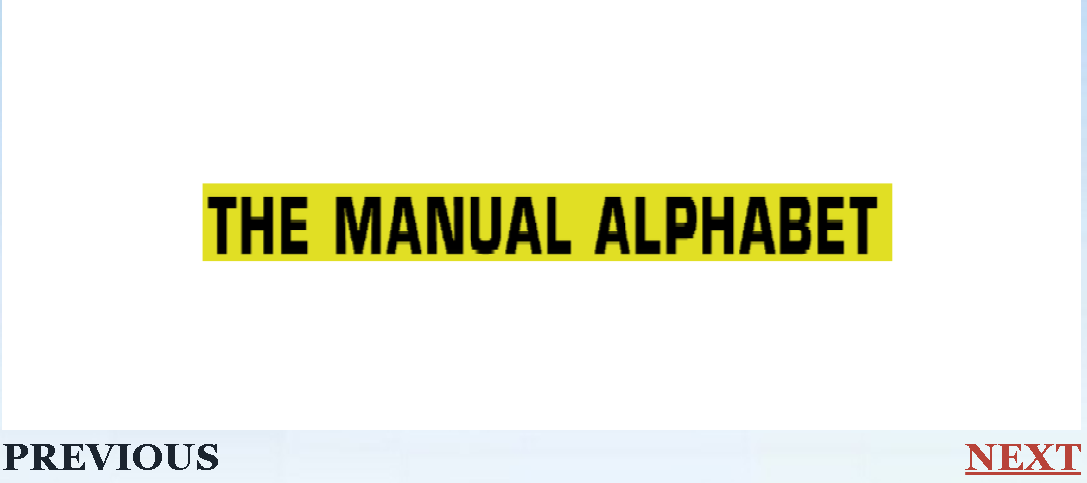 THE MANUAL ALPHABET
PREVIOUS
NEXT